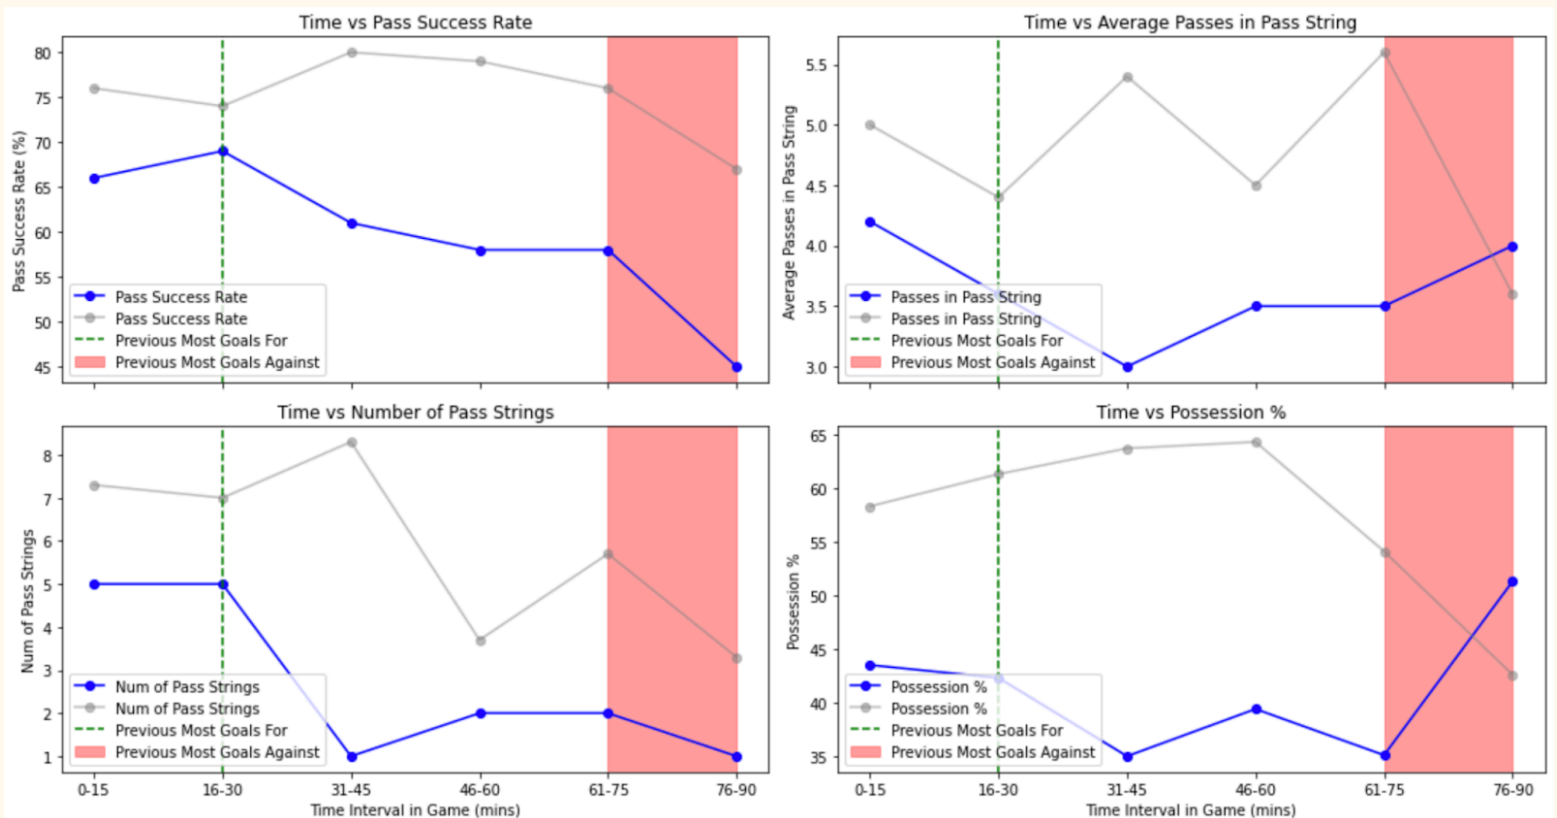 Time vs Pass Success Rate
Pass Success Rate (%)
80
75
70
65
60
55
50
45
Pass Success Rate
Pass Success Rate
Previous Most Goals For
Previous Most Goals Against
Time vs Average Passes in Pass String
Average Passes in Pass String
5.5
5.0
4.5
4.0
3.5
3.0
Passes in Pass String
Passes in Pass String
Previous Most Goals For
Previous Most Goals Against
Time vs Number of Pass Strings
Num of Pass Strings
8
7
6
5
4
3
2
1
Num of Pass Strings
Num of Pass Strings
Previous Most Goals For
Previous Most Goals Against
0-15 16-30 31-45 46-60 61-75 76-90
Time Interval in Game (mins)
Time vs Possession %
Possession %
65
60
55
50
45
40
35
Possession %
Possession %
Previous Most Goals For
Previous Most Goals Against
0-15 16-30 31-45 46-60 61-75 76-90
Time Interval in Game (mins)